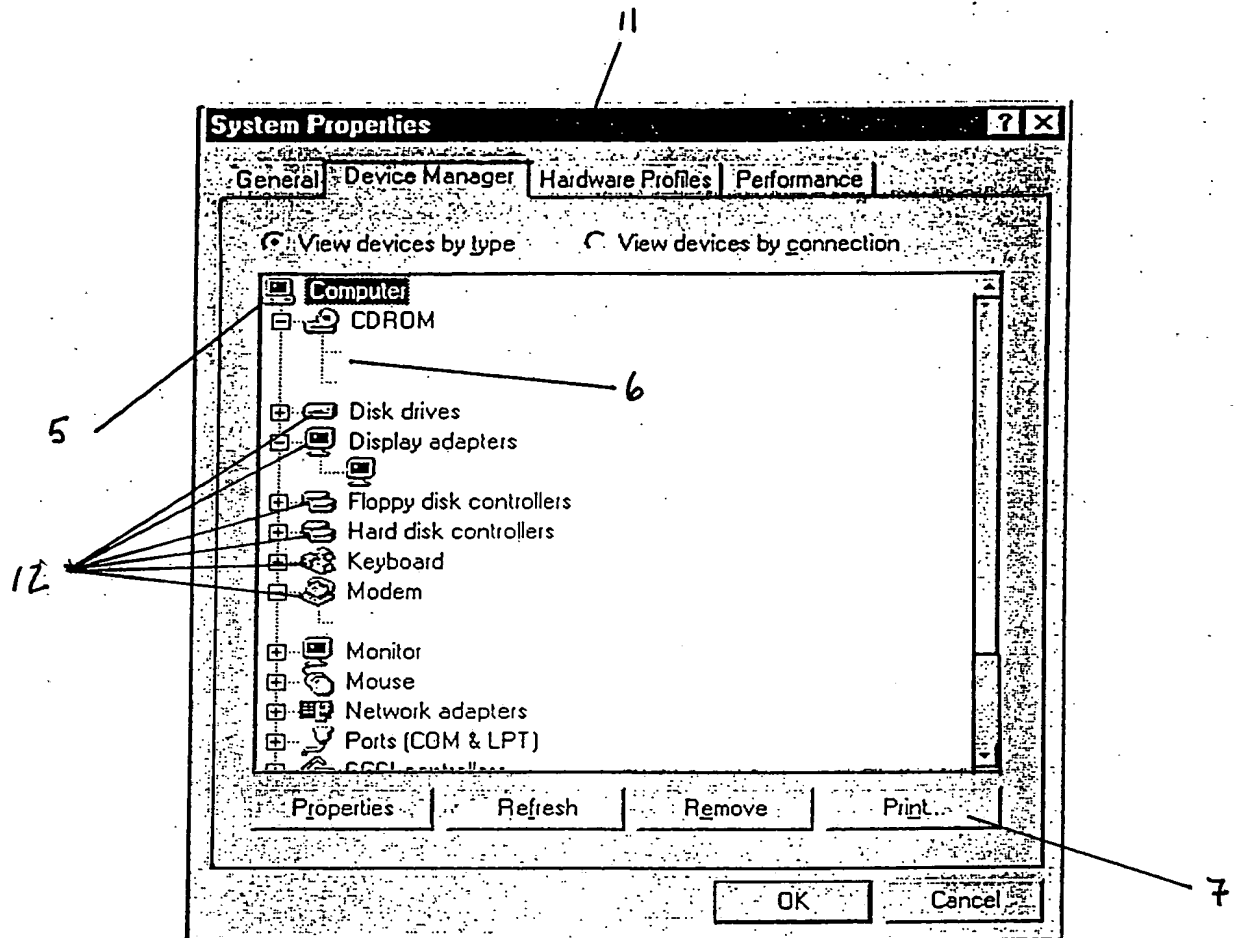 11
System Properties
General Device Manager Hardware Profiles Performance
View devices by type View devices by connection
Computer
CDROM
6
Disk drives
5
Display adapters
Floppy disk controllers
Hard disk controllers
Keyboard
12
Modem
Monitor
Mouse
Network adapters
Ports (COM & LPT)
Properties Refresh Remove Print...
7
OK Cancel